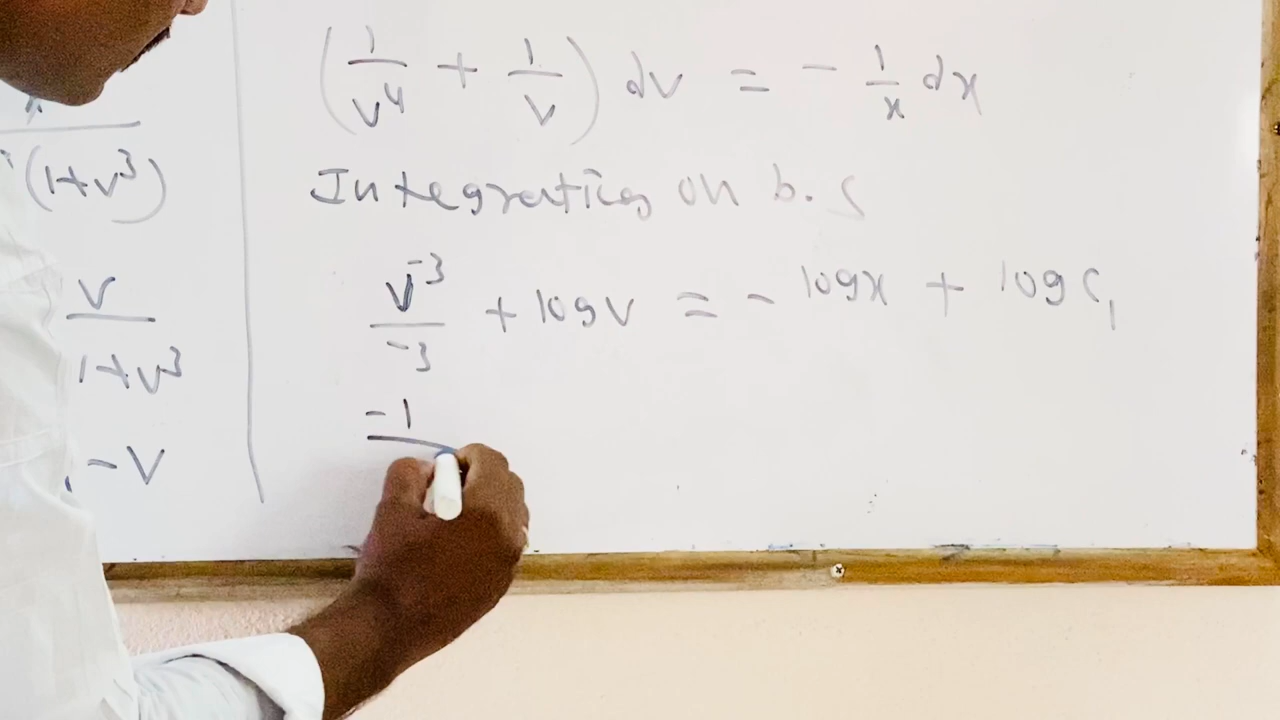 (1/v⁴ + 1/v) dv = - 1/x dx
Integrating on b.s
v⁻³/-3 + log v = - log x + log c₁
-1
(1+v³)
v/1+v³
- v